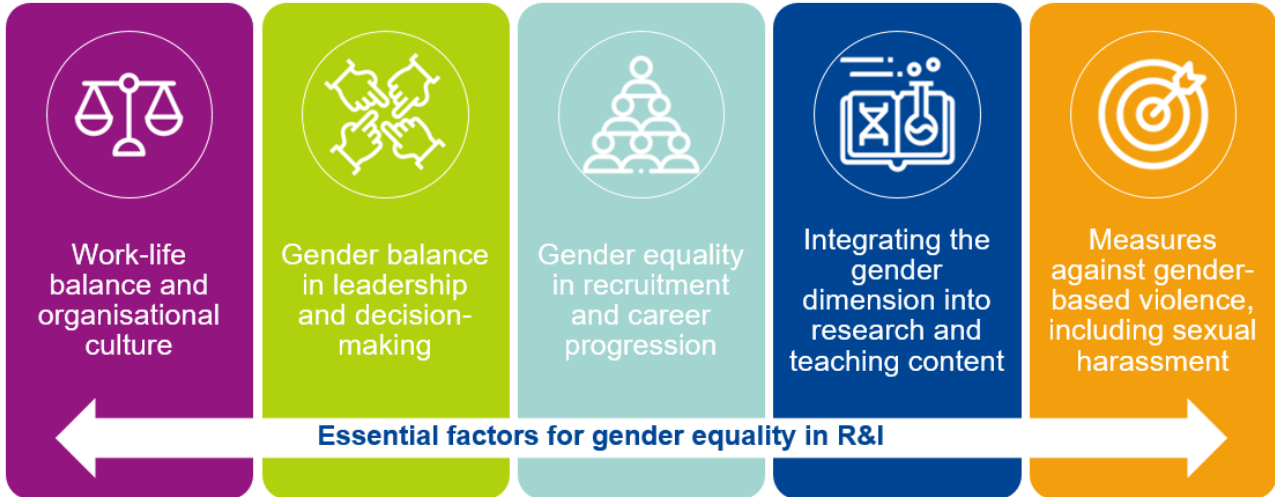 Work-life
balance and
organisational
culture
Gender balance
in leadership
and decision-
making
Gender equality
in recruitment
and career
progression
Integrating the
gender
dimension into
research and
teaching content
Measures
against gender-
based violence,
including sexual
harassment
Essential factors for gender equality in R&I